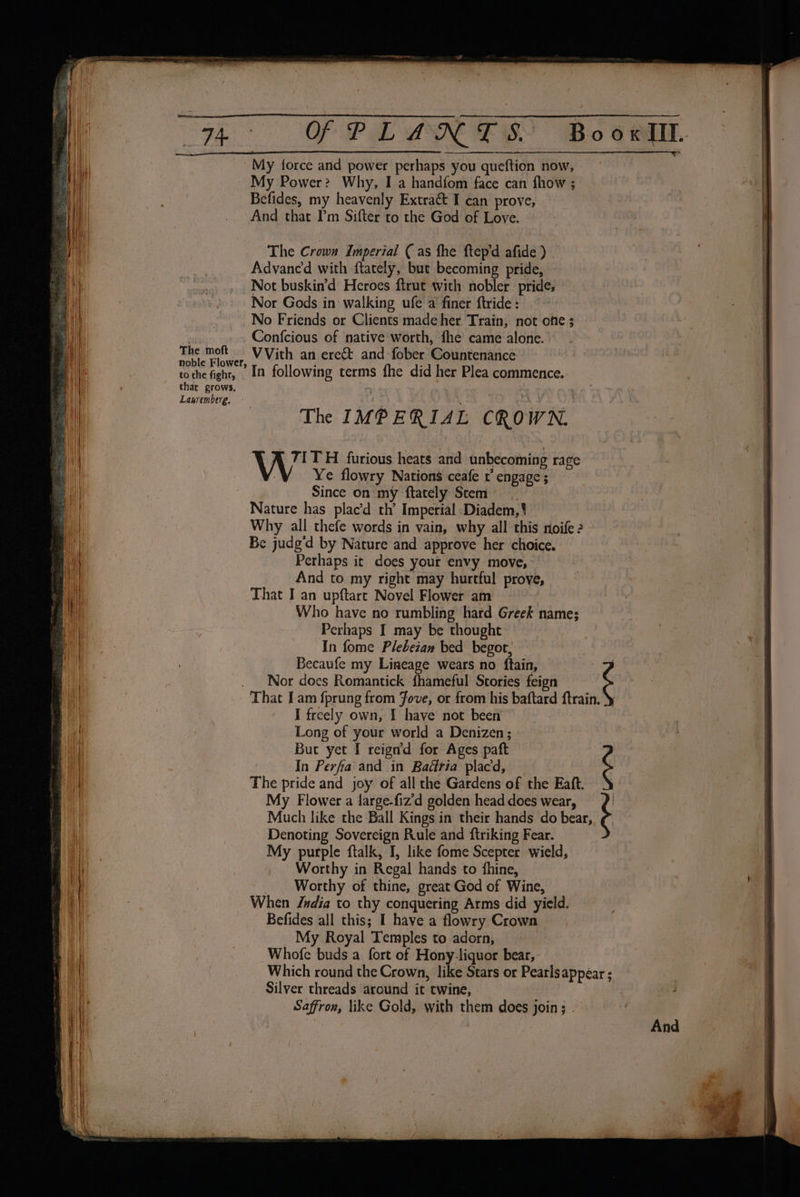 74 Of PLANTS. Book III.
My force and power perhaps you queſtion now,
My Power? Why, I a handſom face can ſhow;
Beſides, my heavenly Extract I can prove,
And that I'm Siſter to the God of Love.
The Crown Imperial (as ſhe ſtep'd aſide)
Advanc'd with ſtately, but becoming pride,
Not buskin'd Heroes ſtrut with nobler pride,
Nor Gods in walking uſe a finer ſtride:
No Friends or Clients made her Train, not one;
Conſcious of native worth, ſhe came alone.
VVith an erect and ſober Countenance
In following terms ſhe did her Plea commence.
The moſt
noble Flower,
to the ſight,
that grows.
Lauremberg.
The IMPERIAL CROWN.
WITH furious heats and unbecoming rage
Ye flowry Nations ceaſe t' engage;
Since on my ſtately Stem
Nature has plac'd th' Imperial Diadem,
Why all theſe words in vain, why all this noiſe?
Be judg'd by Nature and approve her choice.
Perhaps it does your envy move,
And to my right may hurtful prove,
That I an upſtart Novel Flower am
Who have no rumbling hard Greek name;
Perhaps I may be thought
In ſome Plebeian bed begot,
Becauſe my Lineage wears no ſtain,
Nor does Romantick ſhameful Stories feign
That I am ſprung from Jove, or from his baſtard ſtrain.
I freely own, I have not been
Long of your world a Denizen;
But yet I reign'd for Ages paſt
In Perſia and in Bactria plac'd,
The pride and joy of all the Gardens of the Eaſt.
My Flower a large-ſiz'd golden head does wear,
Much like the Ball Kings in their hands do bear,
Denoting Sovereign Rule and ſtriking Fear.
My purple ſtalk, I, like ſome Scepter wield,
Worthy in Regal hands to ſhine,
Worthy of thine, great God of Wine,
When India to thy conquering Arms did yield.
Beſides all this; I have a flowry Crown
My Royal Temples to adorn,
Whoſe buds a ſort of Hony-liquor bear,
Which round the Crown, like Stars or Pearls appear;
Silver threads around it twine,
Saffron, like Gold, with them does join;
And